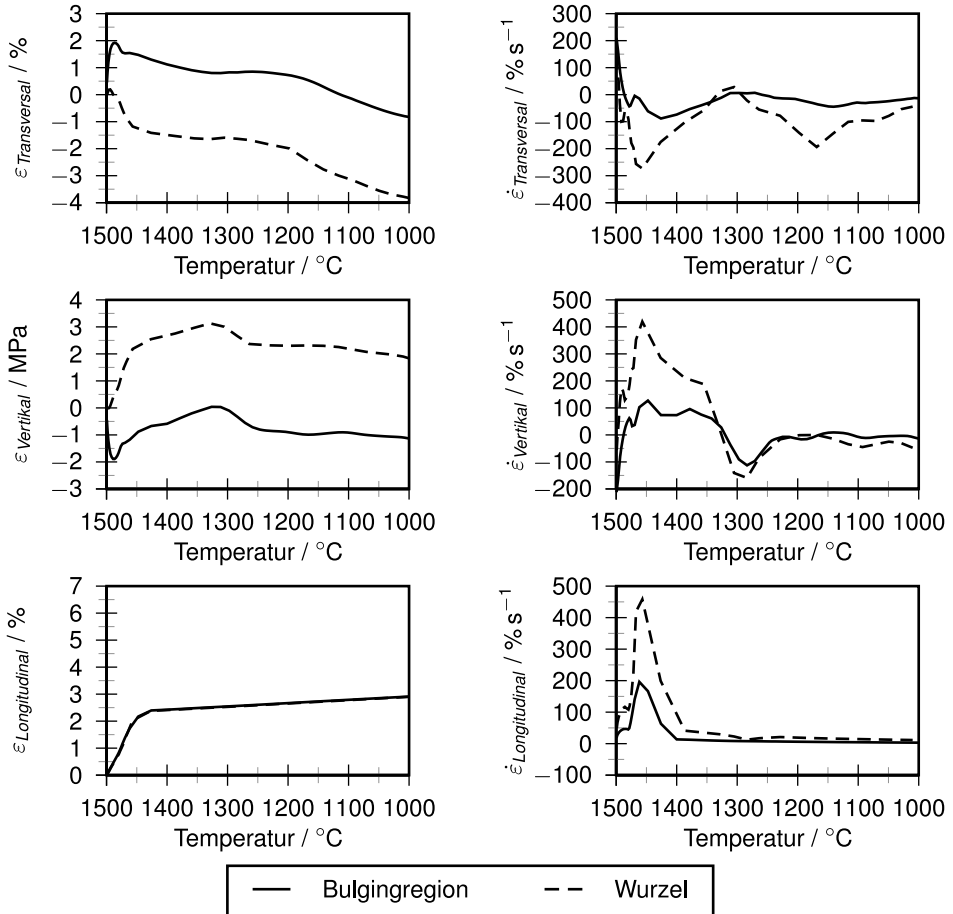 ε Transversal / %
3
2
1
0
−1
−2
−3
−4
1500 1400 1300 1200 1100 1000
Temperatur / °C
ε̇ Transversal / % s⁻¹
300
200
100
0
−100
−200
−300
−400
1500 1400 1300 1200 1100 1000
Temperatur / °C
ε Vertikal / MPa
4
3
2
1
0
−1
−2
−3
1500 1400 1300 1200 1100 1000
Temperatur / °C
ε̇ Vertikal / % s⁻¹
500
400
300
200
100
0
−100
−200
1500 1400 1300 1200 1100 1000
Temperatur / °C
ε Longitudinal / %
7
6
5
4
3
2
1
0
1500 1400 1300 1200 1100 1000
Temperatur / °C
ε̇ Longitudinal / % s⁻¹
500
400
300
200
100
0
−100
1500 1400 1300 1200 1100 1000
Temperatur / °C
Bulgingregion Wurzel